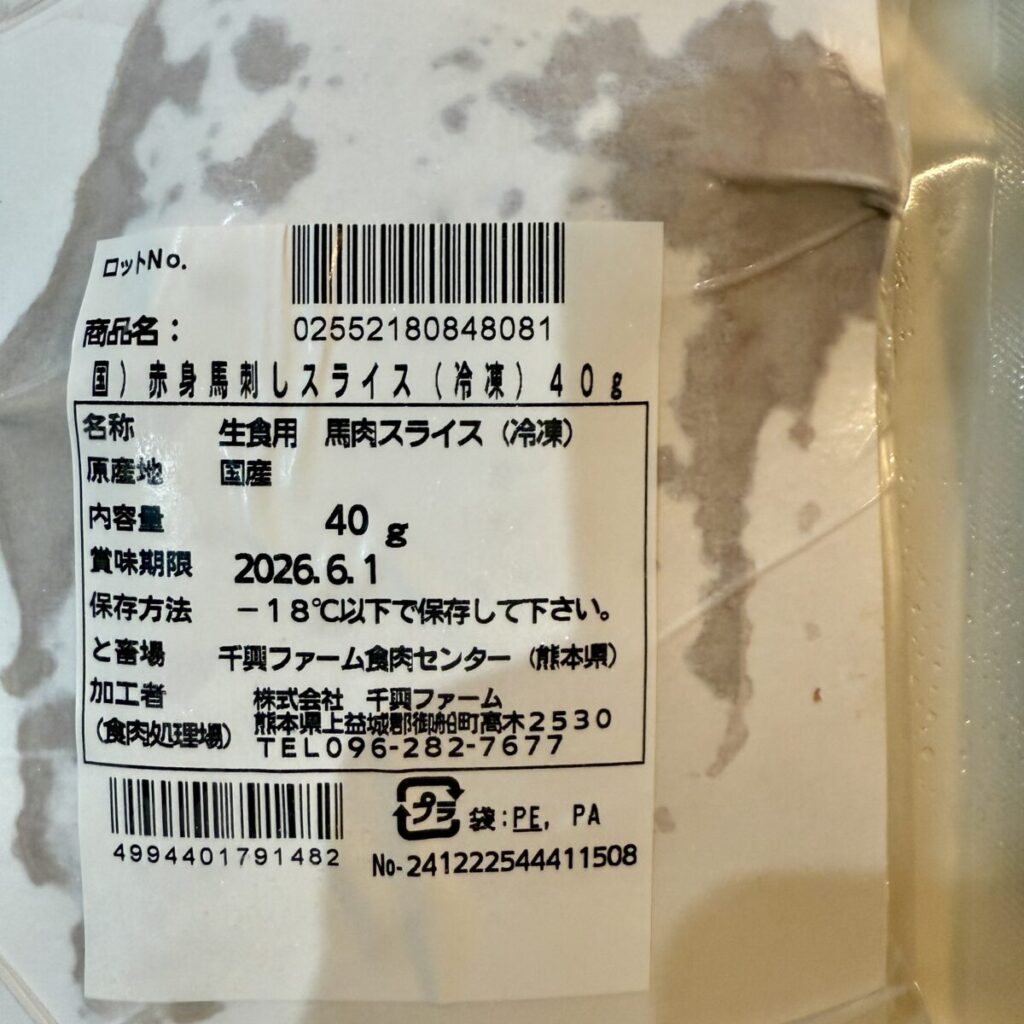 ロットNo.
02552180848081
商品名：
国）赤身馬刺しスライス（冷凍）４０ｇ
名称 生食用 馬肉スライス（冷凍）
原産地 国産
内容量 40 g
賞味期限 2026.6.1
保存方法 －１８℃以下で保存して下さい。
と畜場 千興ファーム食肉センター（熊本県）
加工者 株式会社 千興ファーム
（食肉処理場） 熊本県上益城郡御船町高木２５３０
ＴＥＬ０９６－２８２－７６７７
4994401791482
プラ 袋：PE, PA
No-241222544411508